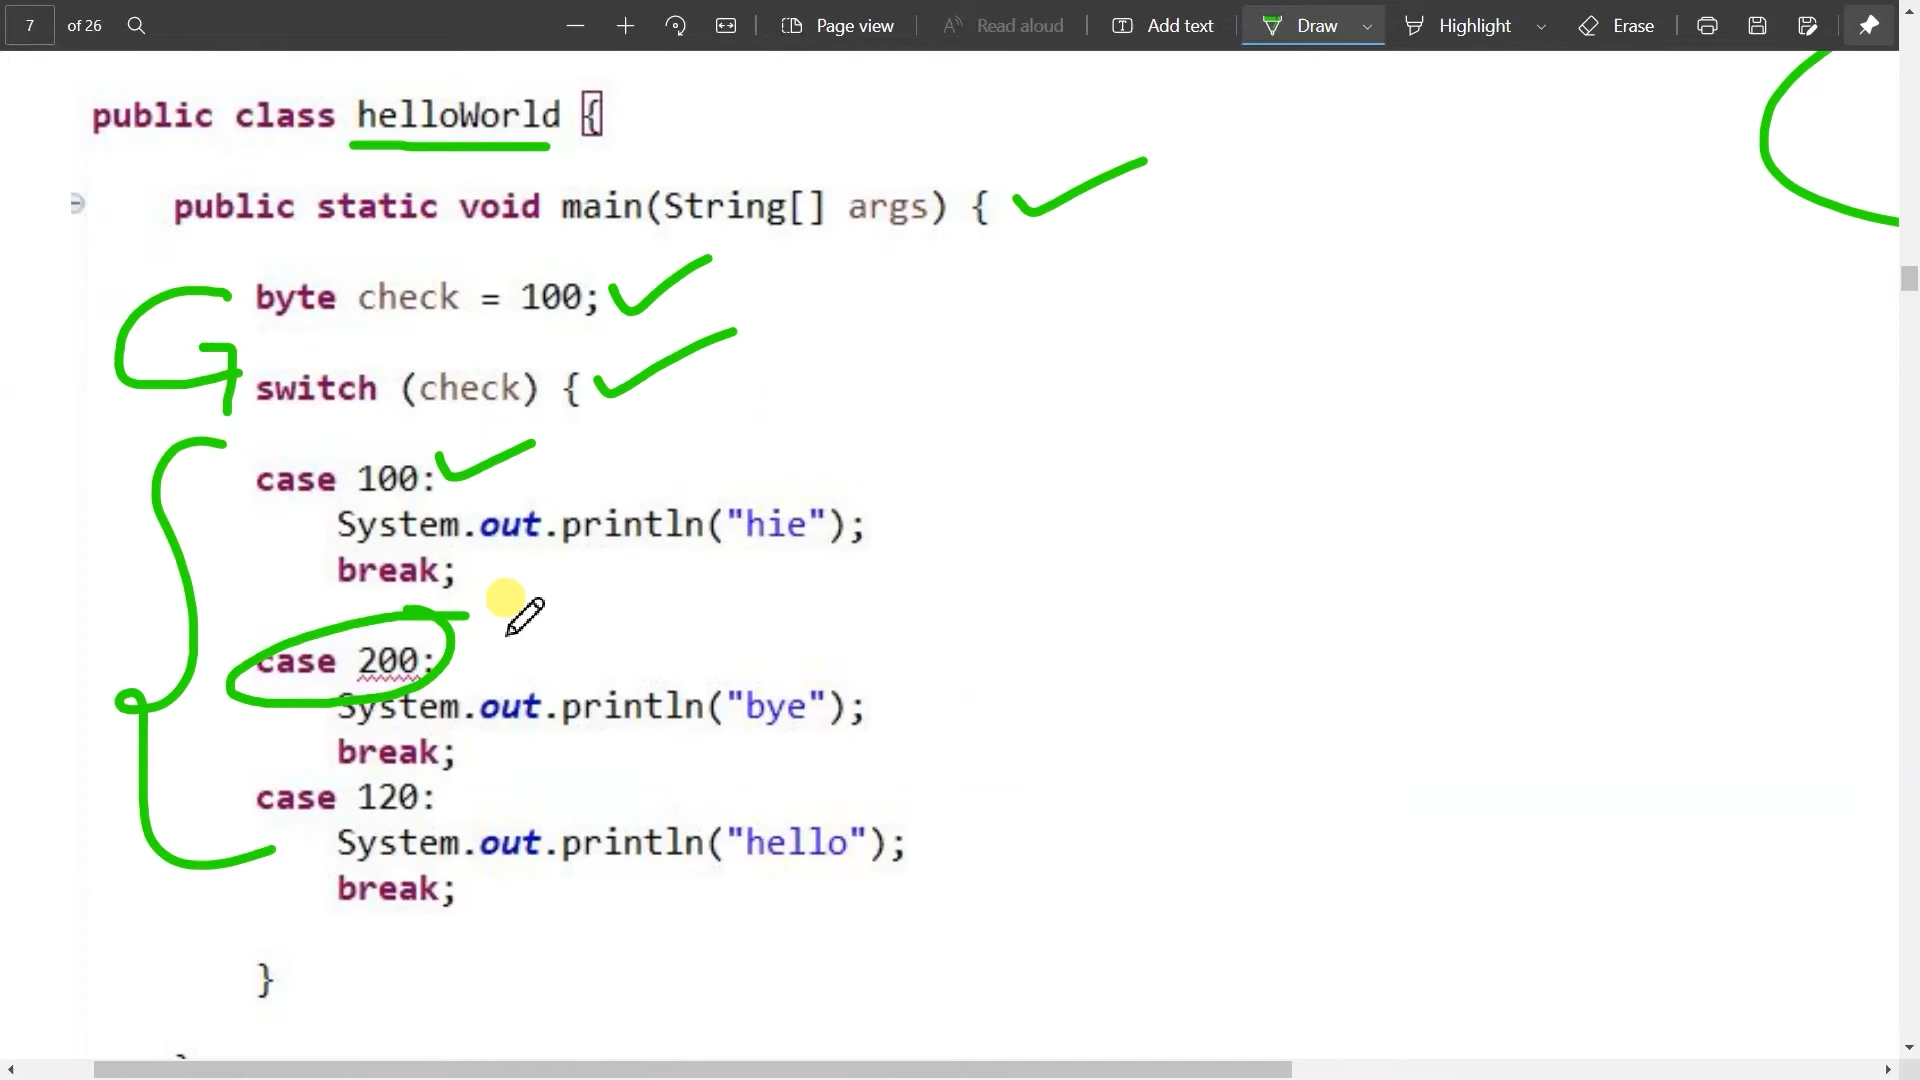 7 of 26 Page view Read aloud Add text Draw Highlight Erase
public class helloWorld {
public static void main(String[] args) {
byte check = 100;
switch (check) {
case 100:
System.out.println("hie");
break;
case 200:
System.out.println("bye");
break;
case 120:
System.out.println("hello");
break;
}